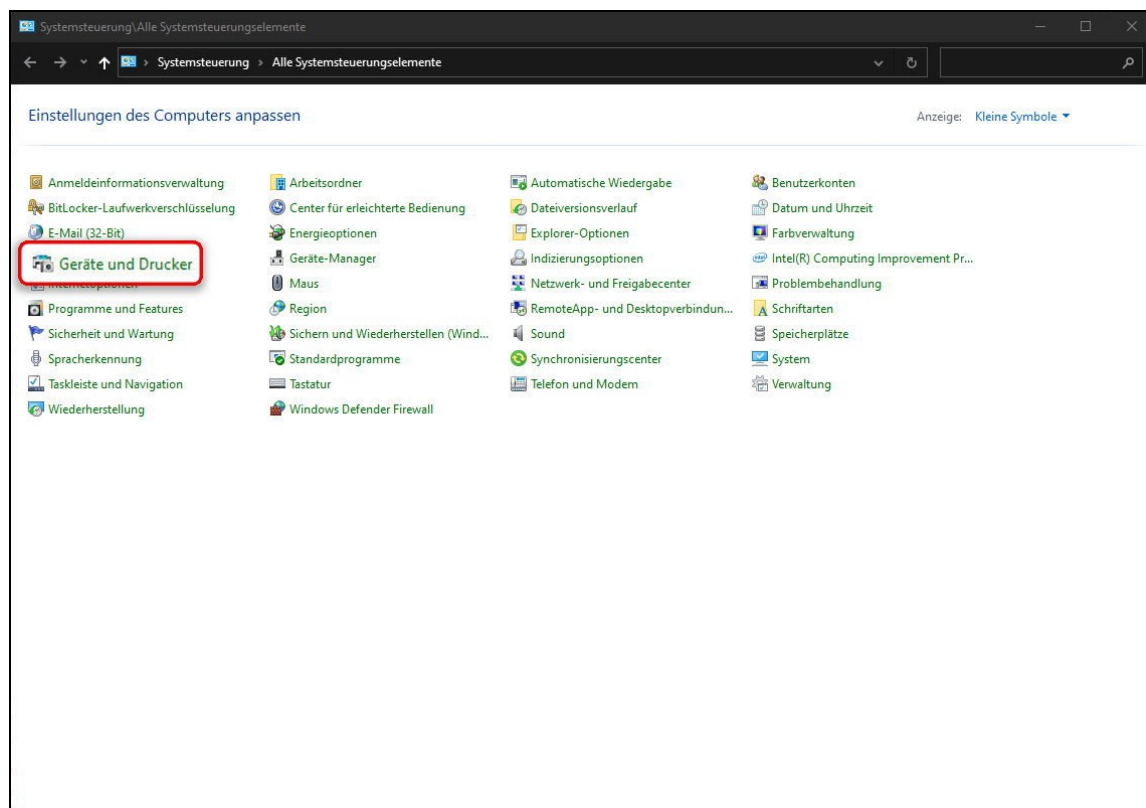 Systemsteuerung\Alle Systemsteuerungselemente
Systemsteuerung > Alle Systemsteuerungselemente
Einstellungen des Computers anpassen
Anzeige: Kleine Symbole
Anmeldeinformationsverwaltung
Arbeitsordner
Automatische Wiedergabe
Benutzerkonten
BitLocker-Laufwerkverschlüsselung
Center für erleichterte Bedienung
Dateiversionsverlauf
Datum und Uhrzeit
E-Mail (32-Bit)
Energieoptionen
Explorer-Optionen
Farbverwaltung
Geräte und Drucker
Geräte-Manager
Indizierungsoptionen
Intel(R) Computing Improvement Pr...
Internetoptionen
Maus
Netzwerk- und Freigabecenter
Problembehandlung
Programme und Features
Region
RemoteApp- und Desktopverbindun...
Schriftarten
Sicherheit und Wartung
Sichern und Wiederherstellen (Wind...
Sound
Speicherplätze
Spracherkennung
Standardprogramme
Synchronisierungscenter
System
Taskleiste und Navigation
Tastatur
Telefon und Modem
Verwaltung
Wiederherstellung
Windows Defender Firewall